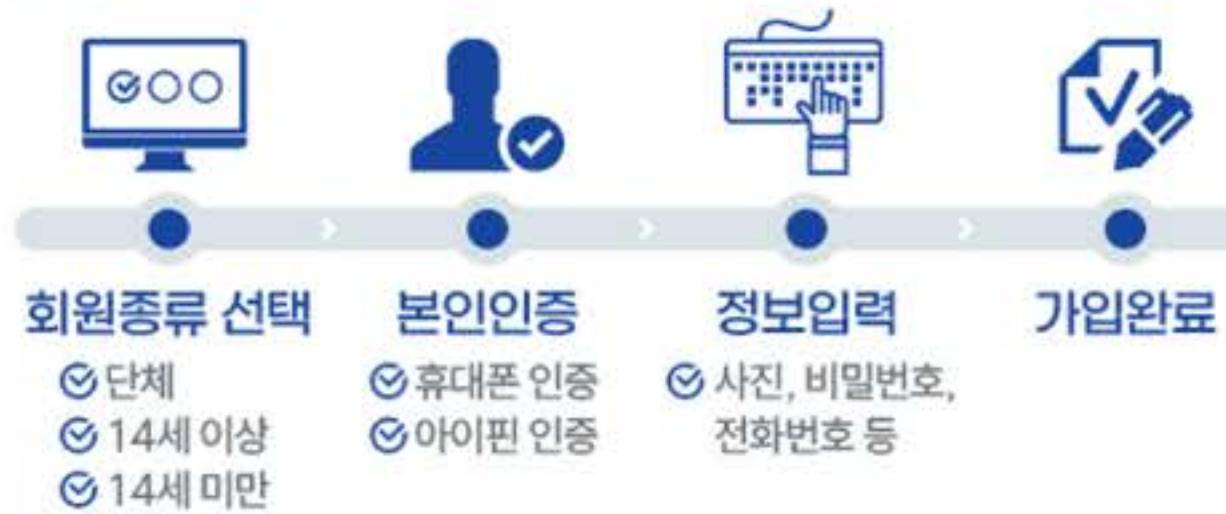 회원종류 선택
단체
14세 이상
14세 미만
본인인증
휴대폰 인증
아이핀 인증
정보입력
사진, 비밀번호,
전화번호 등
가입완료